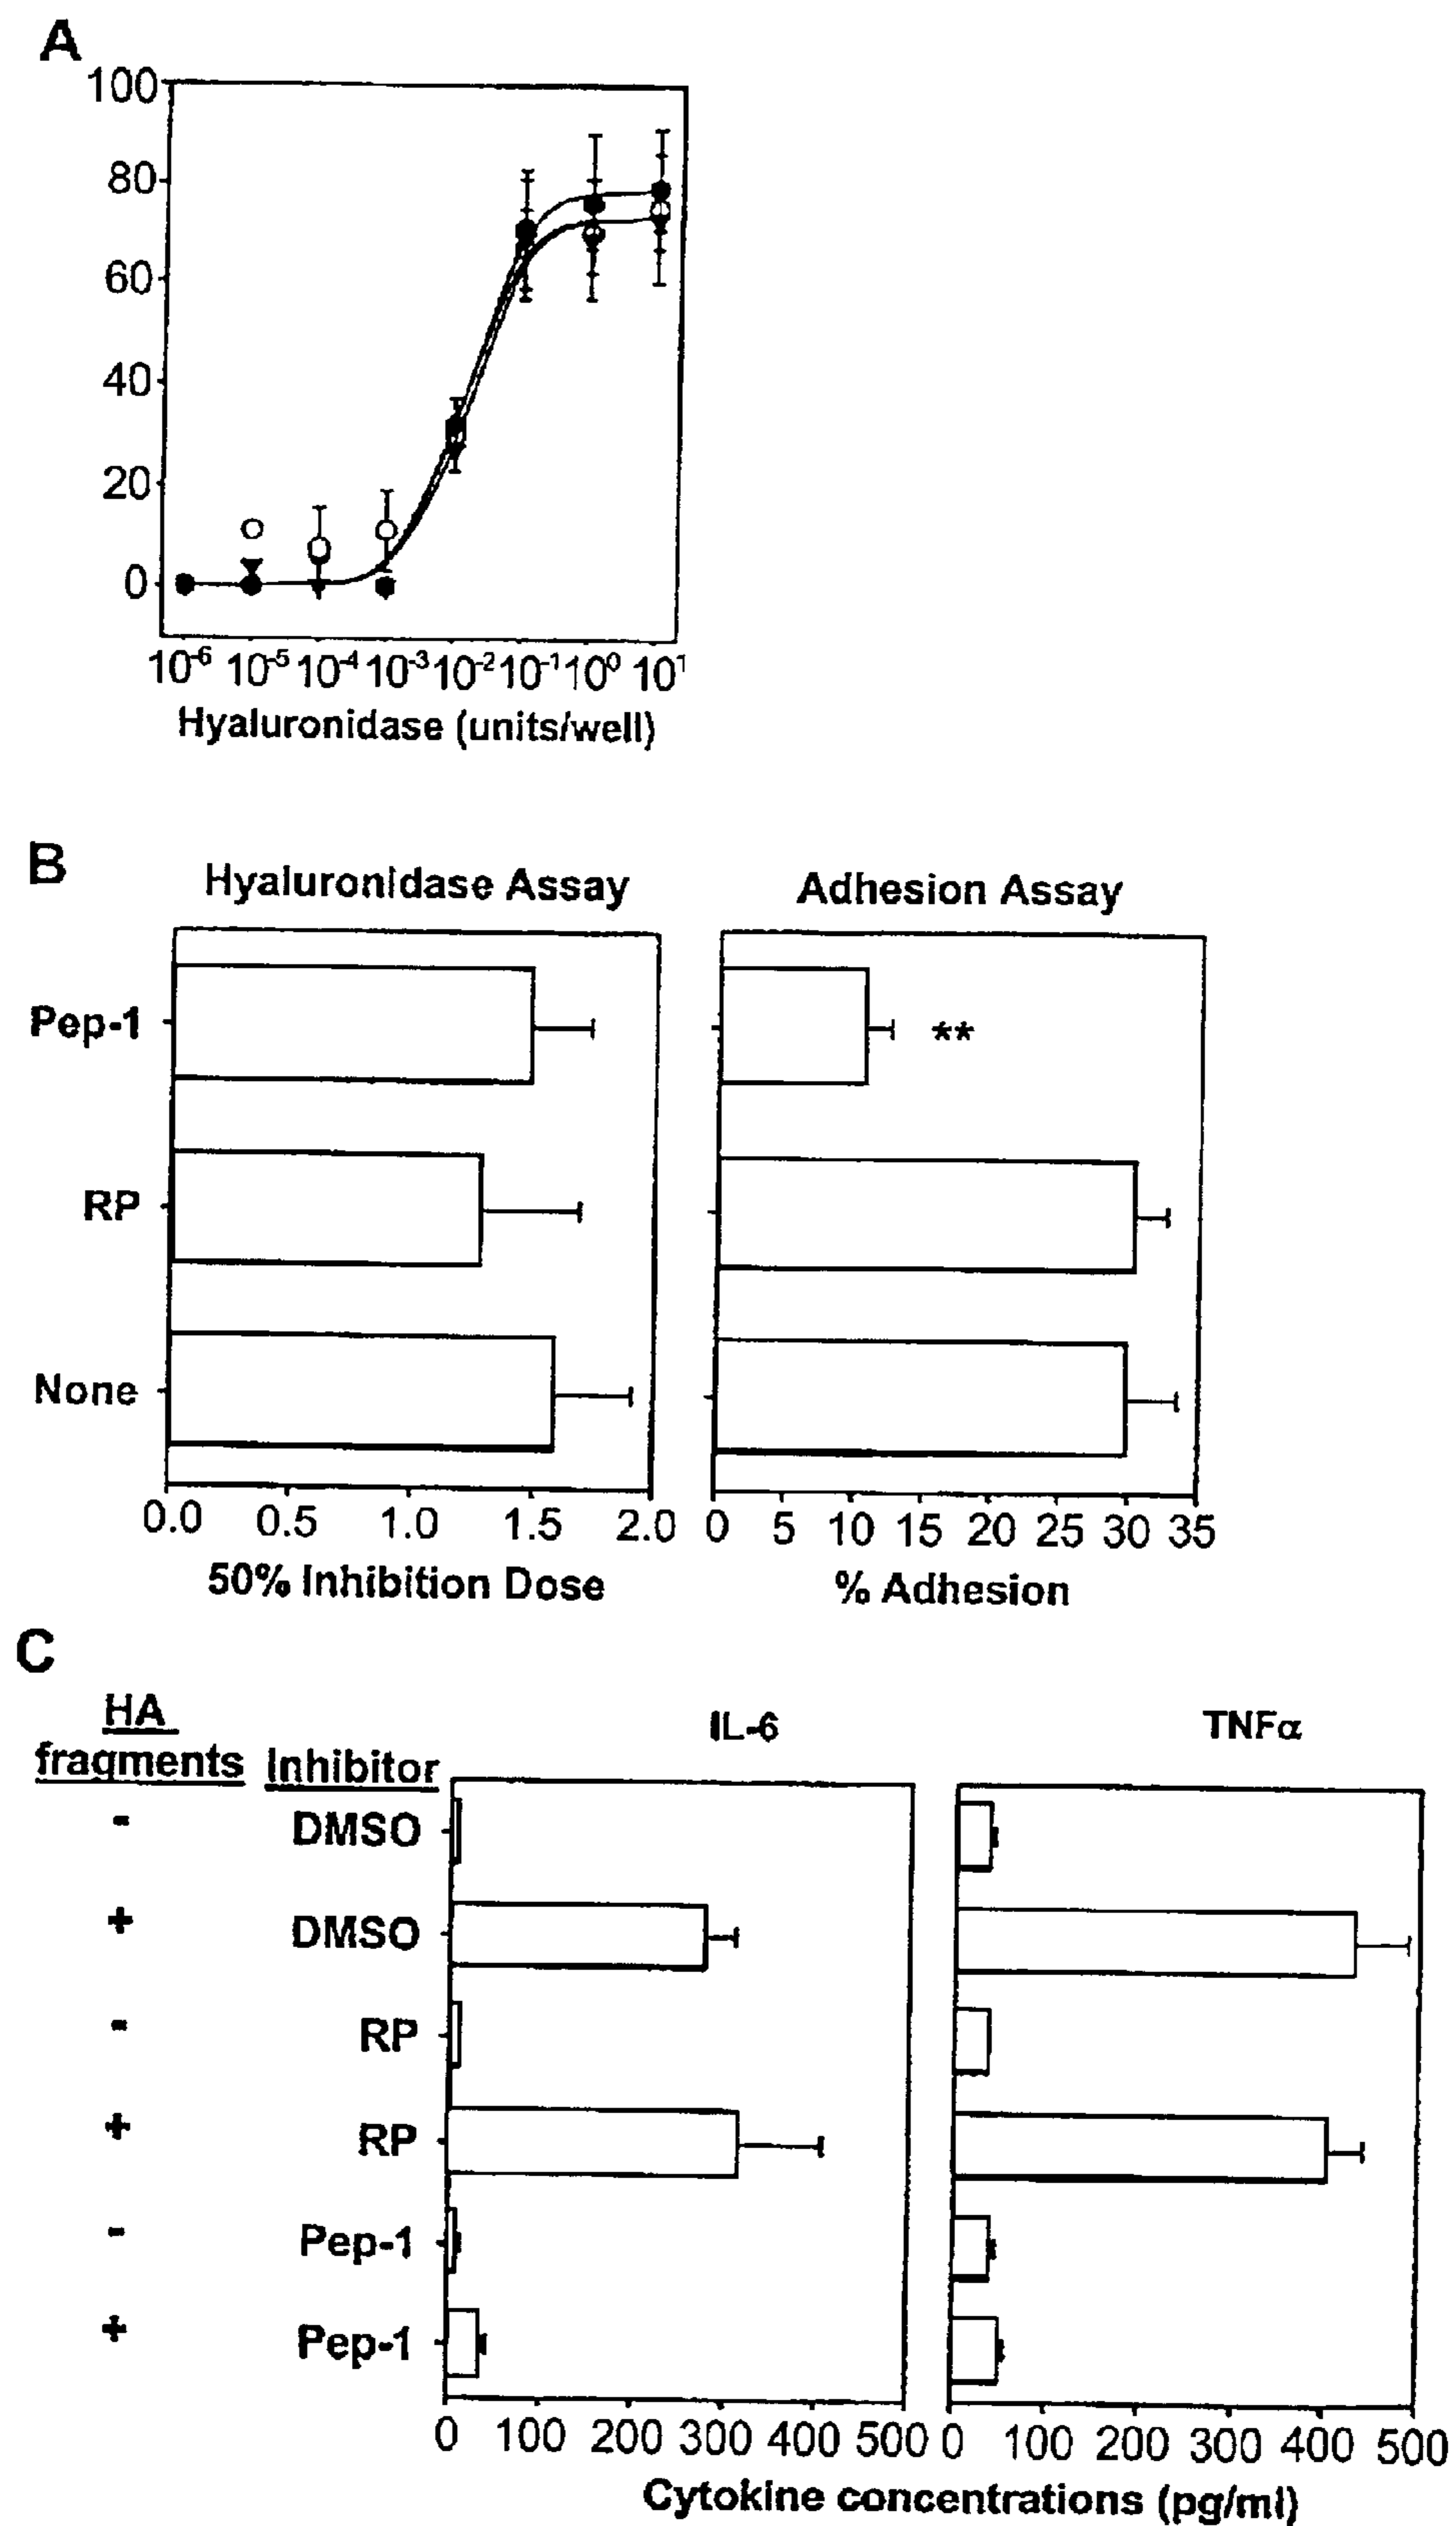 A
100
80
60
40
20
0
10⁻⁶ 10⁻⁵ 10⁻⁴ 10⁻³ 10⁻² 10⁻¹ 10⁰ 10¹
Hyaluronidase (units/well)
B
Hyaluronidase Assay Adhesion Assay
Pep-1
**
RP
None
0.0 0.5 1.0 1.5 2.0 0 5 10 15 20 25 30 35
50% Inhibition Dose % Adhesion
C
HA
fragments Inhibitor IL-6 TNFα
- DMSO
+ DMSO
- RP
+ RP
- Pep-1
+ Pep-1
0 100 200 300 400 500 0 100 200 300 400 500
Cytokine concentrations (pg/ml)